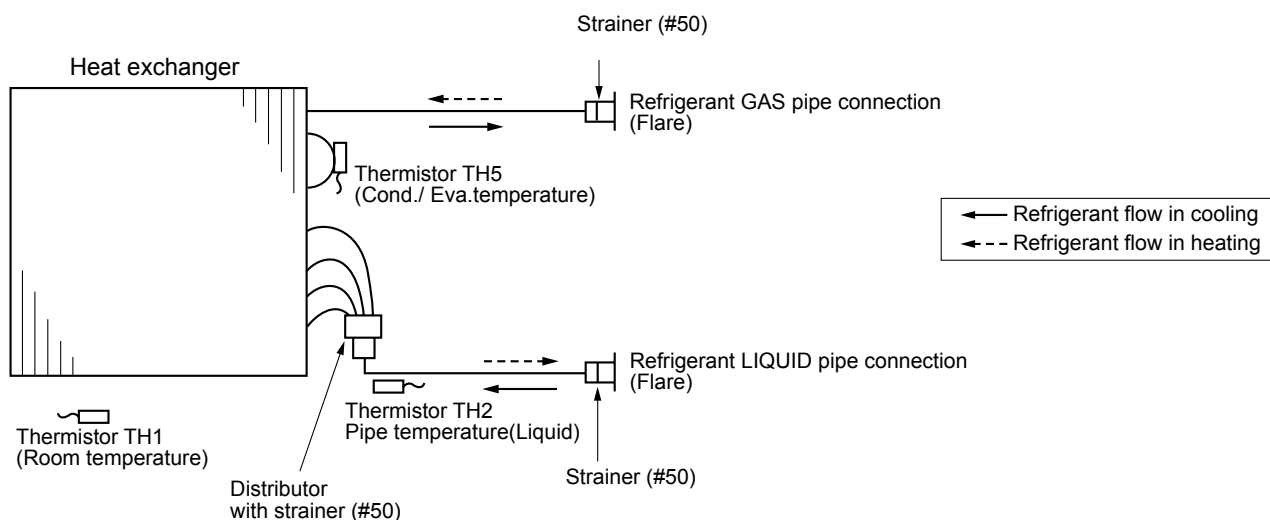 Strainer (#50)
Heat exchanger
Refrigerant GAS pipe connection
(Flare)
Thermistor TH5
(Cond./ Eva.temperature)
Refrigerant flow in cooling
Refrigerant flow in heating
Refrigerant LIQUID pipe connection
(Flare)
Thermistor TH2
Pipe temperature(Liquid)
Thermistor TH1
(Room temperature)
Strainer (#50)
Distributor
with strainer (#50)